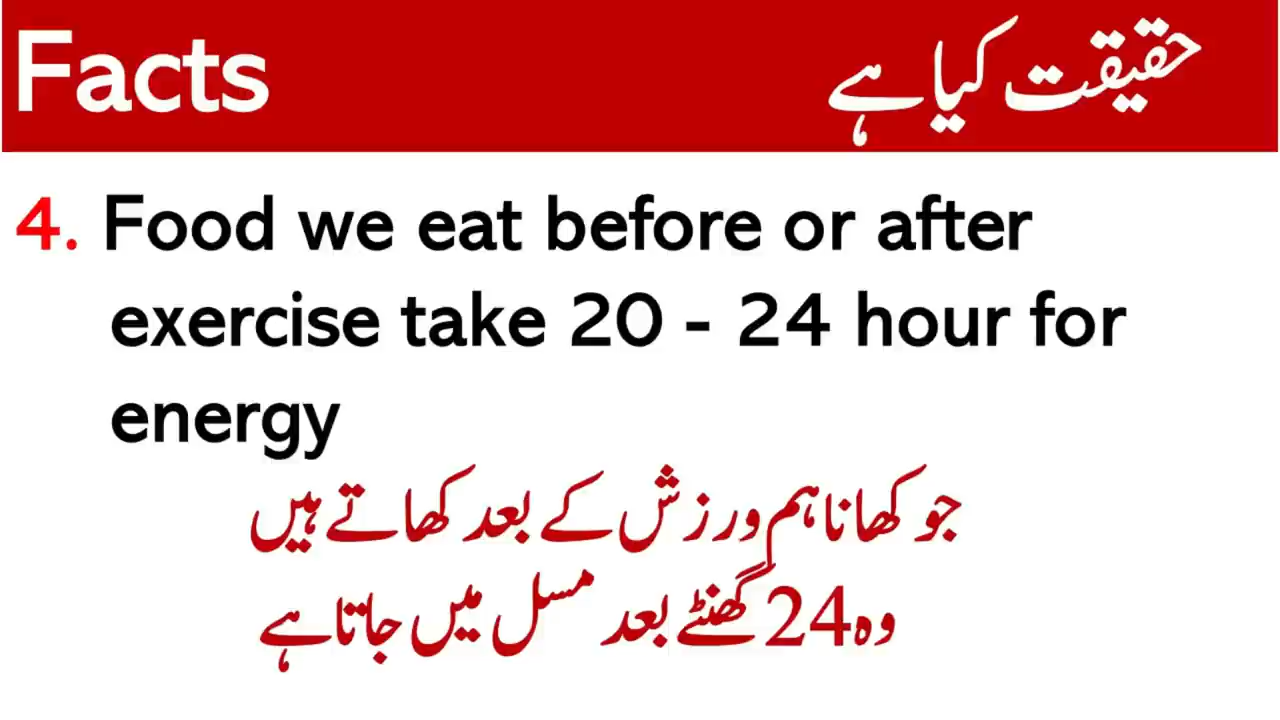 Facts
حقیقت کیا ہے
4. Food we eat before or after
exercise take 20 - 24 hour for
energy
جو کھانا ہم ورزش کے بعد کھاتے ہیں
وہ 24 گھنٹے بعد مسل میں جاتا ہے